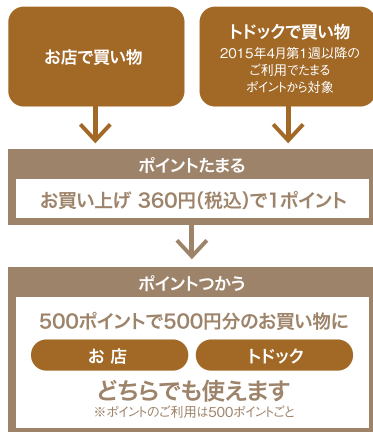 お店で買い物
トドックで買い物
2015年4月第1週以降の
ご利用でたまる
ポイントから対象
ポイントたまる
お買い上げ 360円(税込)で1ポイント
ポイントつかう
500ポイントで500円分のお買い物に
お 店
トドック
どちらでも使えます
※ポイントのご利用は500ポイントごと